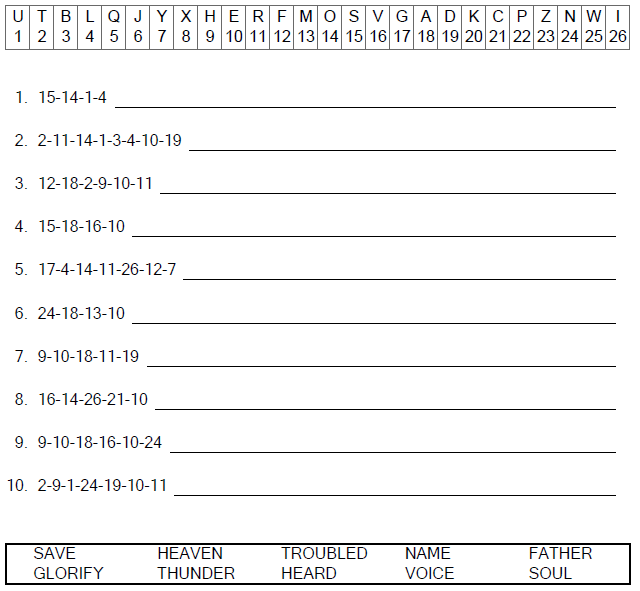 U T B L Q J Y X H E R F M O S V G A D K C P Z N W I
1 2 3 4 5 6 7 8 9 10 11 12 13 14 15 16 17 18 19 20 21 22 23 24 25 26
1. 15-14-1-4
2. 2-11-14-1-3-4-10-19
3. 12-18-2-9-10-11
4. 15-18-16-10
5. 17-4-14-11-26-12-7
6. 24-18-13-10
7. 9-10-18-11-19
8. 16-14-26-21-10
9. 9-10-18-16-10-24
10. 2-9-1-24-19-10-11
SAVE HEAVEN TROUBLED NAME FATHER
GLORIFY THUNDER HEARD VOICE SOUL